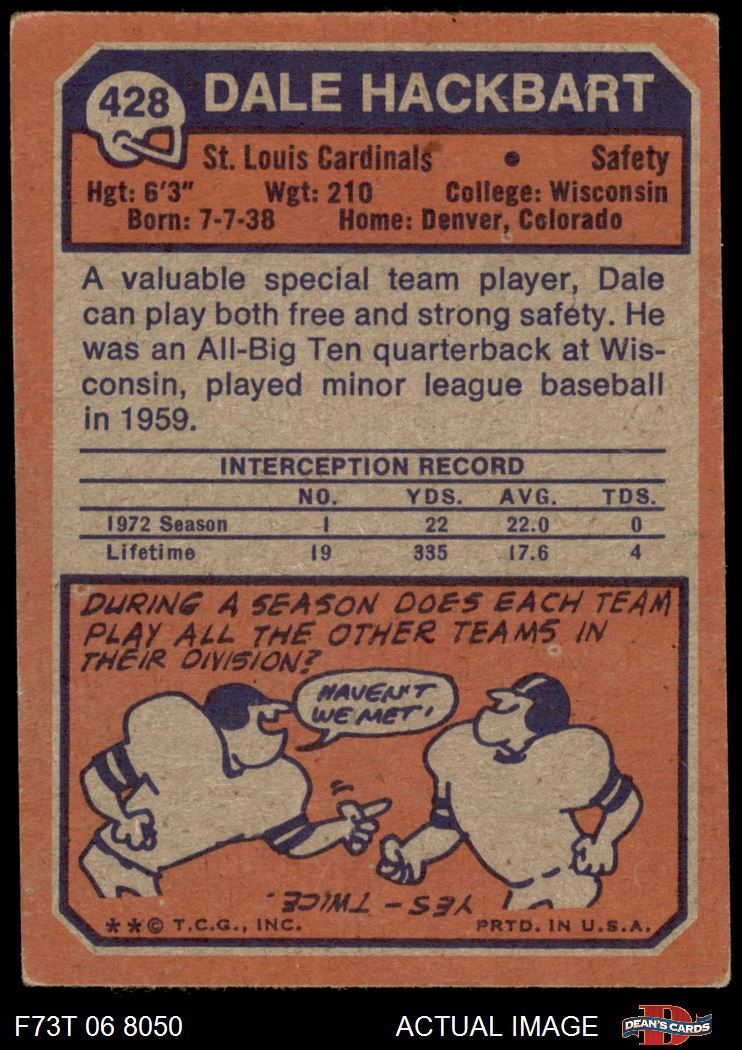 428
DALE HACKBART
St. Louis Cardinals • Safety
Hgt: 6'3" Wgt: 210 College: Wisconsin
Born: 7-7-38 Home: Denver, Colorado
A valuable special team player, Dale
can play both free and strong safety. He
was an All-Big Ten quarterback at Wis-
consin, played minor league baseball
in 1959.
INTERCEPTION RECORD
NO. YDS. AVG. TDS.
1972 Season 1 22 22.0 0
Lifetime 19 335 17.6 4
DURING A SEASON DOES EACH TEAM
PLAY ALL THE OTHER TEAMS IN
THEIR DIVISION?
HAVEN'T
WE MET!
YES - TWICE.
**© T.C.G., INC. PRTD. IN U.S.A.
F73T 06 8050 ACTUAL IMAGE
D
DEAN'S CARDS